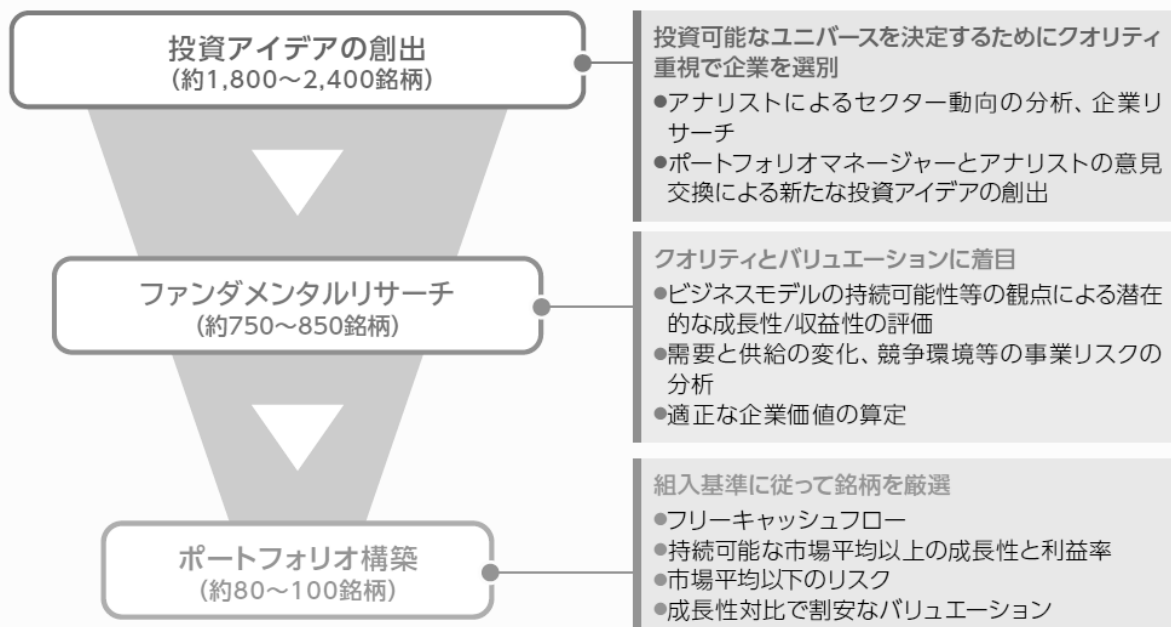 投資アイデアの創出
(約1,800～2,400銘柄)
投資可能なユニバースを決定するためにクオリティ
重視で企業を選別
●アナリストによるセクター動向の分析、企業リ
サーチ
●ポートフォリオマネージャーとアナリストの意見
交換による新たな投資アイデアの創出
ファンダメンタルリサーチ
(約750～850銘柄)
クオリティとバリュエーションに着目
●ビジネスモデルの持続可能性等の観点による潜在
的な成長性/収益性の評価
●需要と供給の変化、競争環境等の事業リスクの
分析
●適正な企業価値の算定
ポートフォリオ構築
(約80～100銘柄)
組入基準に従って銘柄を厳選
●フリーキャッシュフロー
●持続可能な市場平均以上の成長性と利益率
●市場平均以下のリスク
●成長性対比で割安なバリュエーション